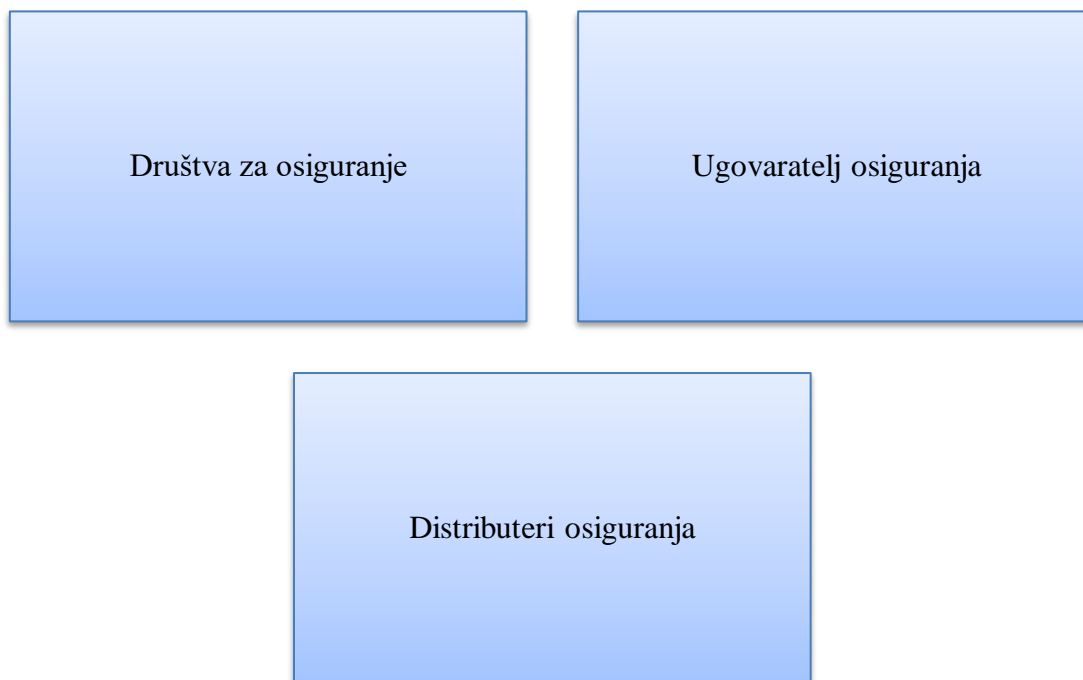 Društva za osiguranje
Ugovaratelj osiguranja
Distributeri osiguranja